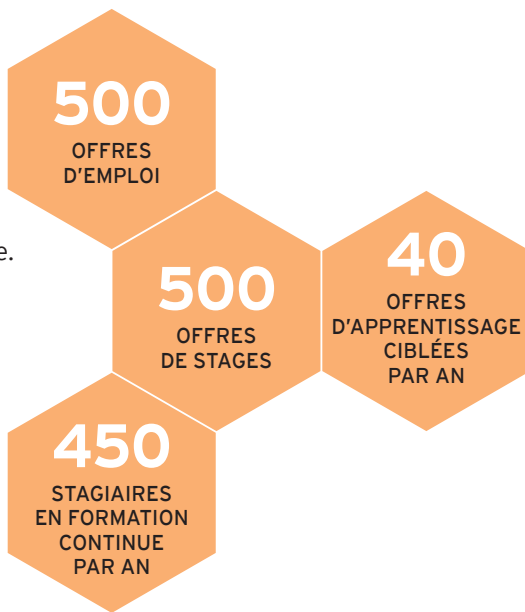 500
OFFRES
D'EMPLOI
e.
500
OFFRES
DE STAGES
40
OFFRES
D'APPRENTISSAGE
CIBLÉES
PAR AN
450
STAGIAIRES
EN FORMATION
CONTINUE
PAR AN